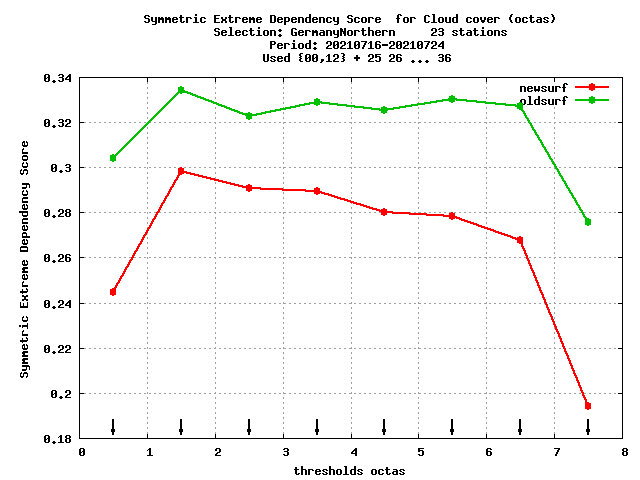 Symmetric Extreme Dependency Score  for Cloud cover (octas)
Selection: GermanyNorthern     23 stations
Period: 20210716-20210724
Used {00,12} + 25 26 ... 36
newsurf
oldsurf
Symmetric Extreme Dependency Score
0.34
0.32
0.3
0.28
0.26
0.24
0.22
0.2
0.18
0 1 2 3 4 5 6 7 8
thresholds octas